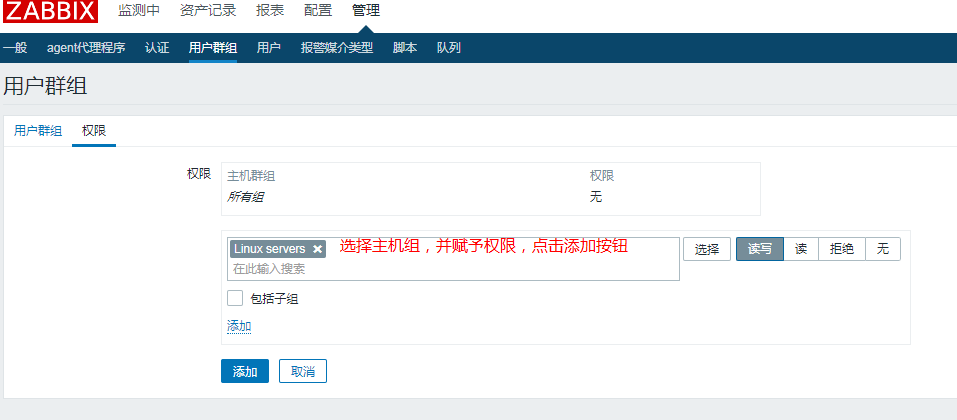 ZABBIX 监测中 资产记录 报表 配置 管理
一般 agent代理程序 认证 用户群组 用户 报警媒介类型 脚本 队列
用户群组
用户群组 权限
权限 主机群组 权限
所有组 无
Linux servers 选择主机组，并赋予权限，点击添加按钮 选择 读写 读 拒绝 无
在此输入搜索
包括子组
添加
添加 取消